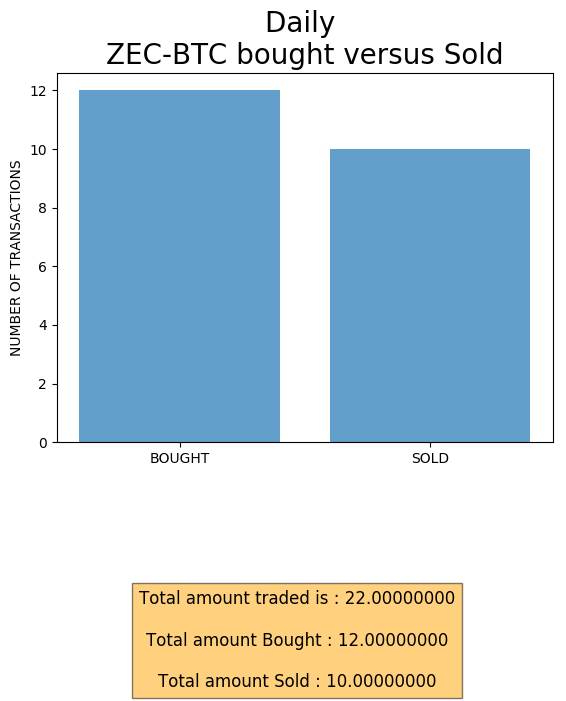 Daily
ZEC-BTC bought versus Sold
12
10
8
6
4
2
0
NUMBER OF TRANSACTIONS
BOUGHT
SOLD
Total amount traded is : 22.00000000
Total amount Bought : 12.00000000
Total amount Sold : 10.00000000